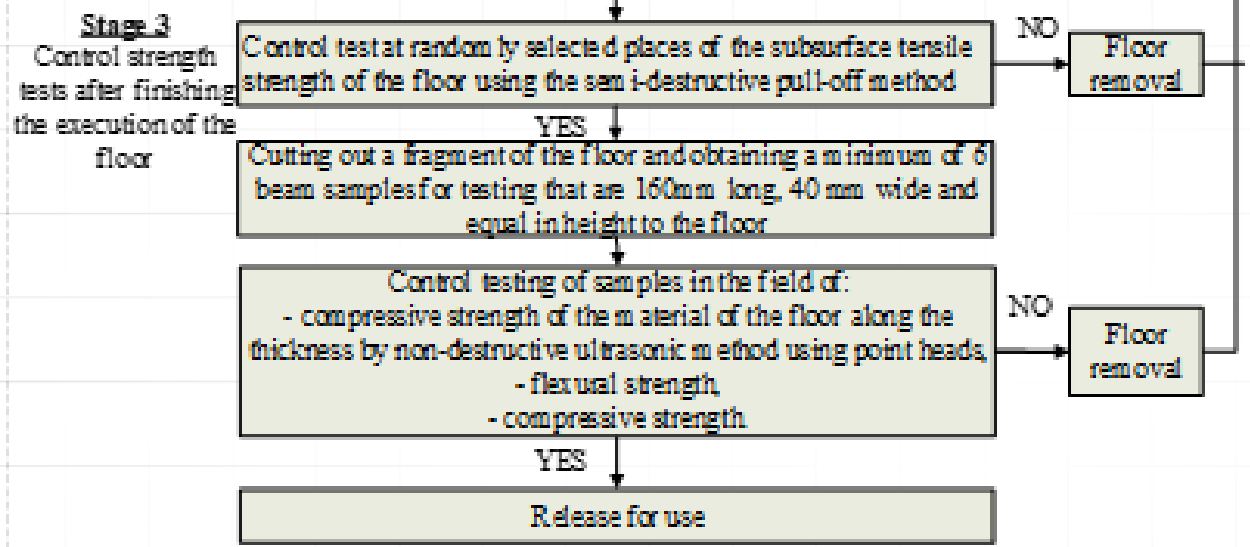 Stage 3
Control strength
tests after finishing
the execution of the
floor
Control test at randomly selected places of the subsurface tensile
strength of the floor using the semi-destructive pull-off method
NO
Floor
removal
YES
Cutting out a fragment of the floor and obtaining a minimum of 6
beam samples for testing that are 160mm long, 40 mm wide and
equal in height to the floor
Control testing of samples in the field of:
- compressive strength of the material of the floor along the
thickness by non-destructive ultrasonic method using point heads,
- flexural strength,
- compressive strength
NO
Floor
removal
YES
Release for use